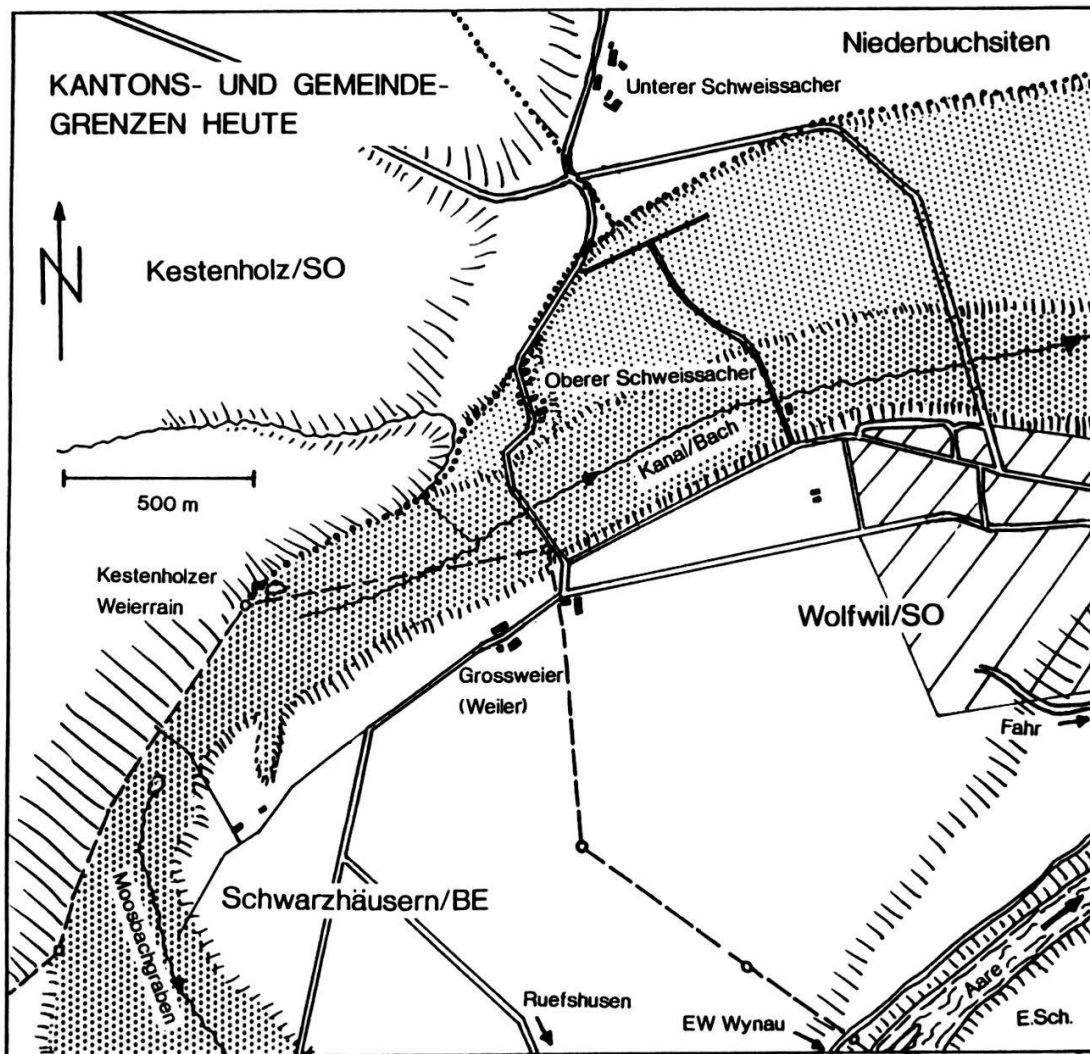 KANTONS- UND GEMEINDE-
GRENZEN HEUTE
Niederbuchsiten
Unterer Schweissacher
N
Kestenholz/SO
Oberer Schweissacher
Kanal/Bach
500 m
Kestenholzer
Weierrain
Wolfwil/SO
Grossweier
(Weiler)
Fahr
Moosbachgraben
Schwarzhäusern/BE
Ruefshusen
EW Wynau
Aare
E.Sch.